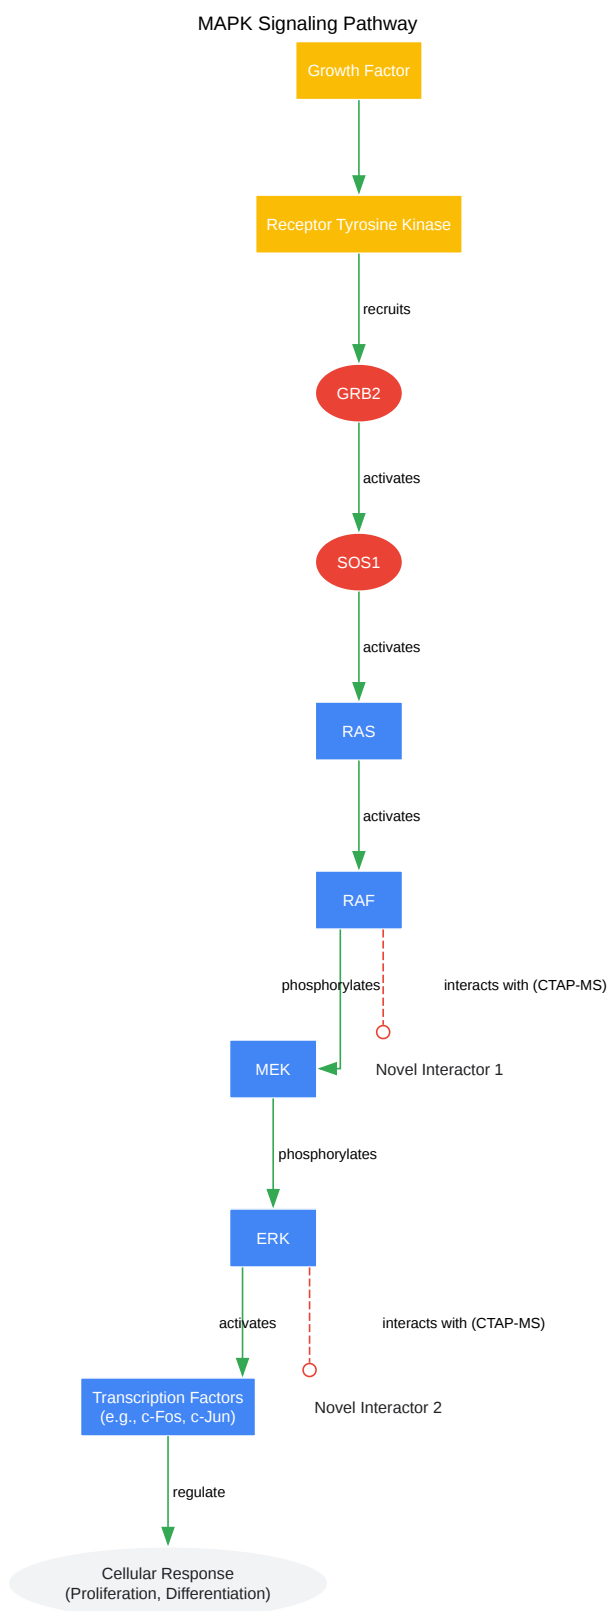 MAPK Signaling Pathway
Growth Factor
Receptor Tyrosine Kinase
recruits
GRB2
activates
SOS1
activates
RAS
activates
RAF
phosphorylates
interacts with (CTAP-MS)
MEK
Novel Interactor 1
phosphorylates
ERK
activates
interacts with (CTAP-MS)
Transcription Factors
(e.g., c-Fos, c-Jun)
Novel Interactor 2
regulate
Cellular Response
(Proliferation, Differentiation)